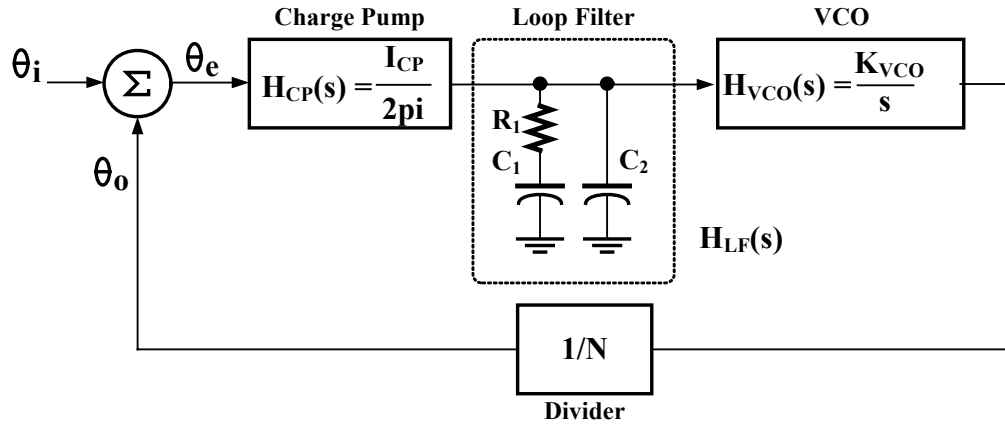 Charge Pump
Loop Filter
VCO
θi
Σ
θe
HCP(s) = ICP/2pi
R1
C1
C2
HVCO(s) = KVCO/s
θo
HLF(s)
1/N
Divider